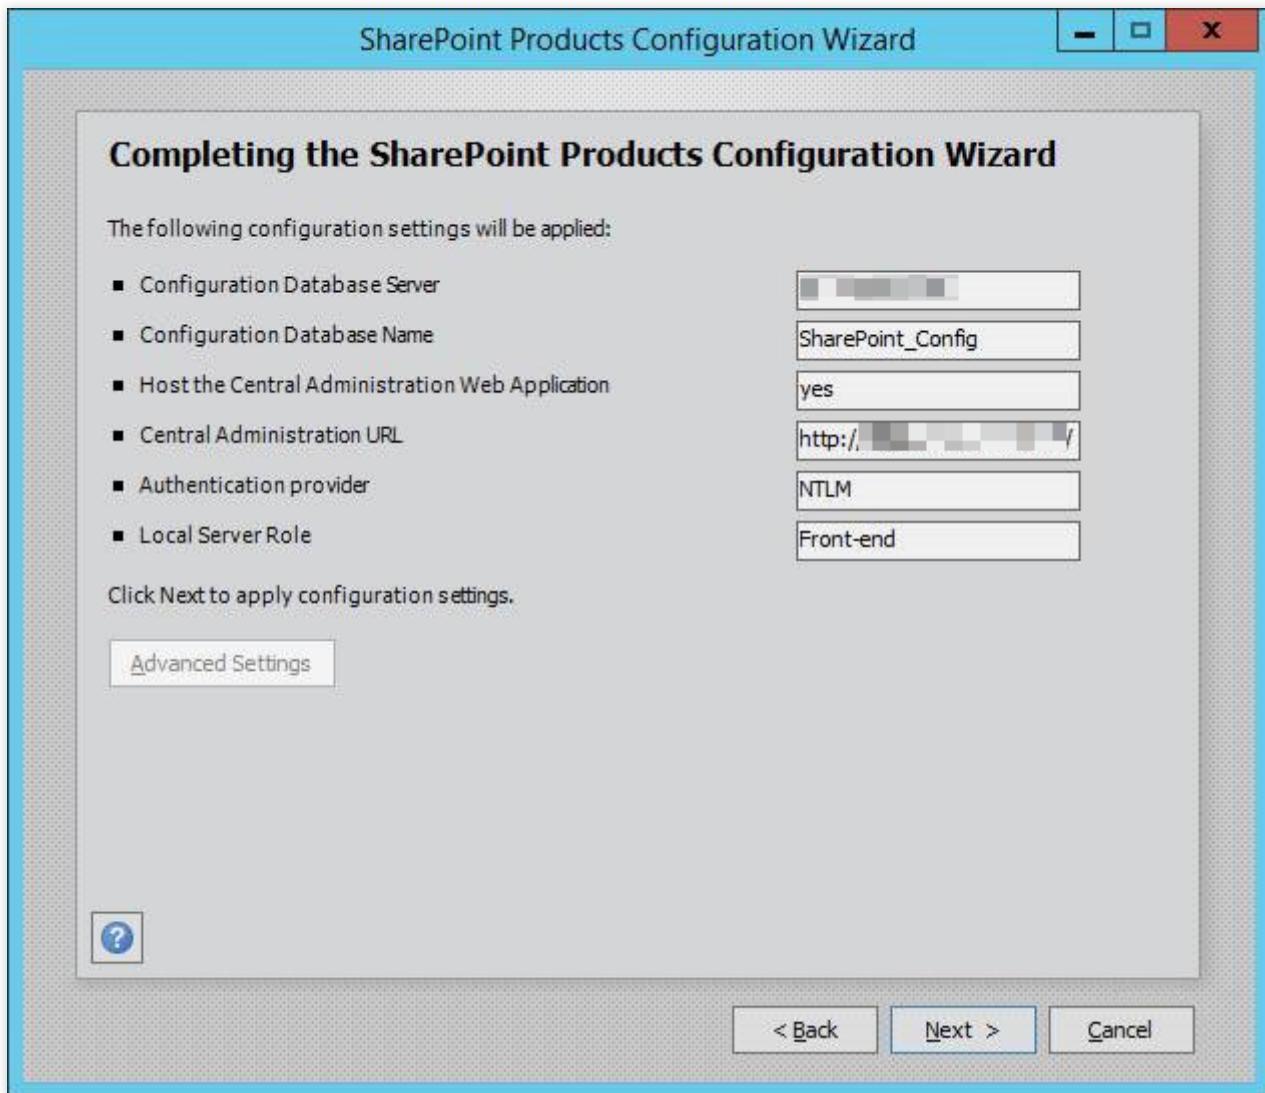 SharePoint Products Configuration Wizard
Completing the SharePoint Products Configuration Wizard
The following configuration settings will be applied:
Configuration Database Server
Configuration Database Name SharePoint_Config
Host the Central Administration Web Application yes
Central Administration URL http:// /
Authentication provider NTLM
Local Server Role Front-end
Click Next to apply configuration settings.
Advanced Settings
?
< Back Next > Cancel